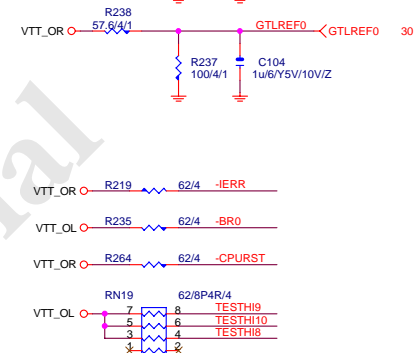 R238
57.6/4/1
VTT_OR
GTLREF0
GTLREF0 30
R237
100/4/1
C104
1u/6/Y5V/10V/Z
VTT_OR R219 62/4 -IERR
VTT_OL R235 62/4 -BR0
VTT_OR R264 62/4 -CPURST
RN19 62/8P4R/4
VTT_OL 7 8 TESTHI9
5 6 TESTHI10
3 4 TESTHI8
1 2